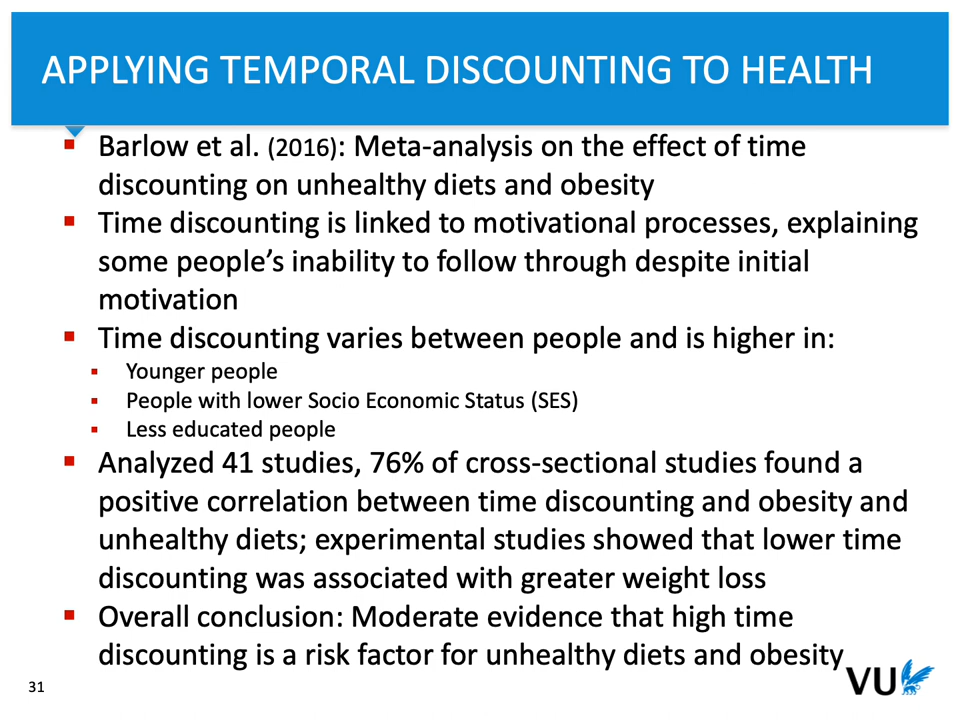 APPLYING TEMPORAL DISCOUNTING TO HEALTH
▪ Barlow et al. (2016): Meta-analysis on the effect of time
discounting on unhealthy diets and obesity
▪ Time discounting is linked to motivational processes, explaining
some people’s inability to follow through despite initial
motivation
▪ Time discounting varies between people and is higher in:
▪ Younger people
▪ People with lower Socio Economic Status (SES)
▪ Less educated people
▪ Analyzed 41 studies, 76% of cross-sectional studies found a
positive correlation between time discounting and obesity and
unhealthy diets; experimental studies showed that lower time
discounting was associated with greater weight loss
▪ Overall conclusion: Moderate evidence that high time
discounting is a risk factor for unhealthy diets and obesity
31
VU